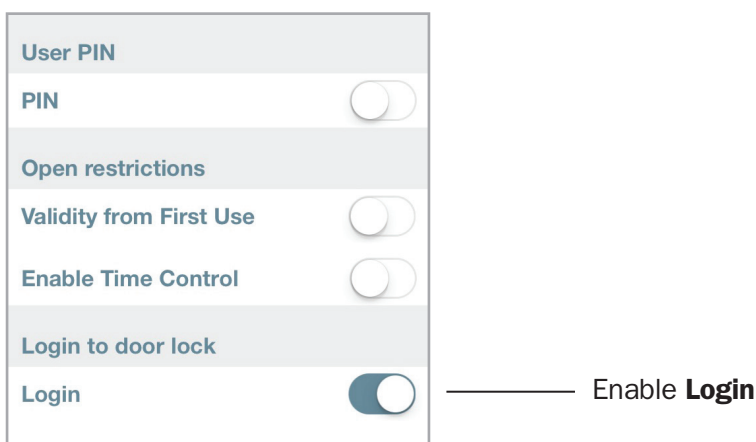 User PIN
PIN
Open restrictions
Validity from First Use
Enable Time Control
Login to door lock
Login
Enable Login